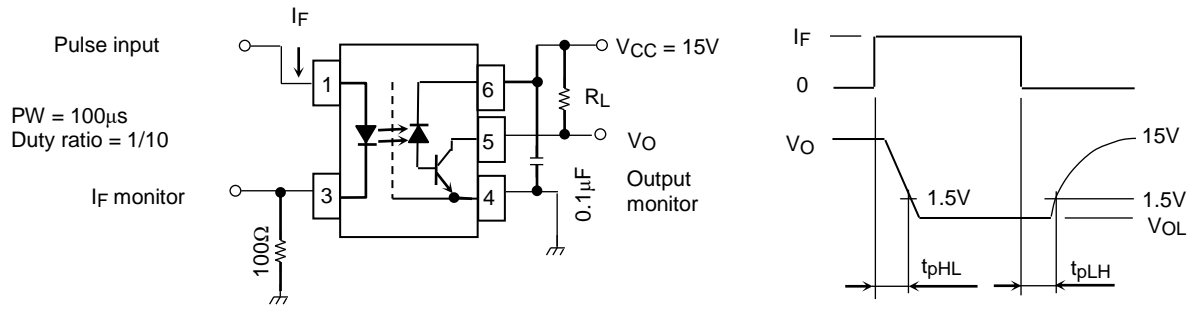 IF
Pulse input
VCC = 15V
1
6
RL
PW = 100μs
Duty ratio = 1/10
5
VO
IF monitor
3
4
0.1μF
Output
monitor
100Ω
IF
0
VO
15V
1.5V
1.5V
VOL
tpHL
tpLH